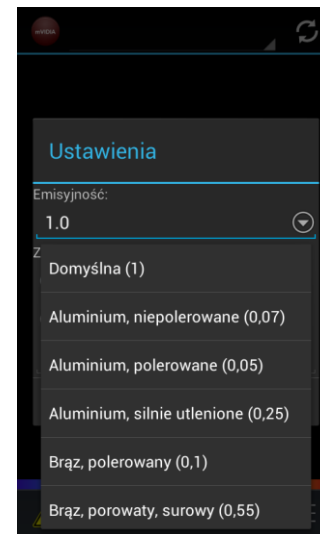 mVIDIA
Ustawienia
Emisyjność:
1.0
Z
Domyślna (1)
Aluminium, niepolerowane (0,07)
Aluminium, polerowane (0,05)
Aluminium, silnie utlenione (0,25)
Brąz, polerowany (0,1)
Brąz, porowaty, surowy (0,55)